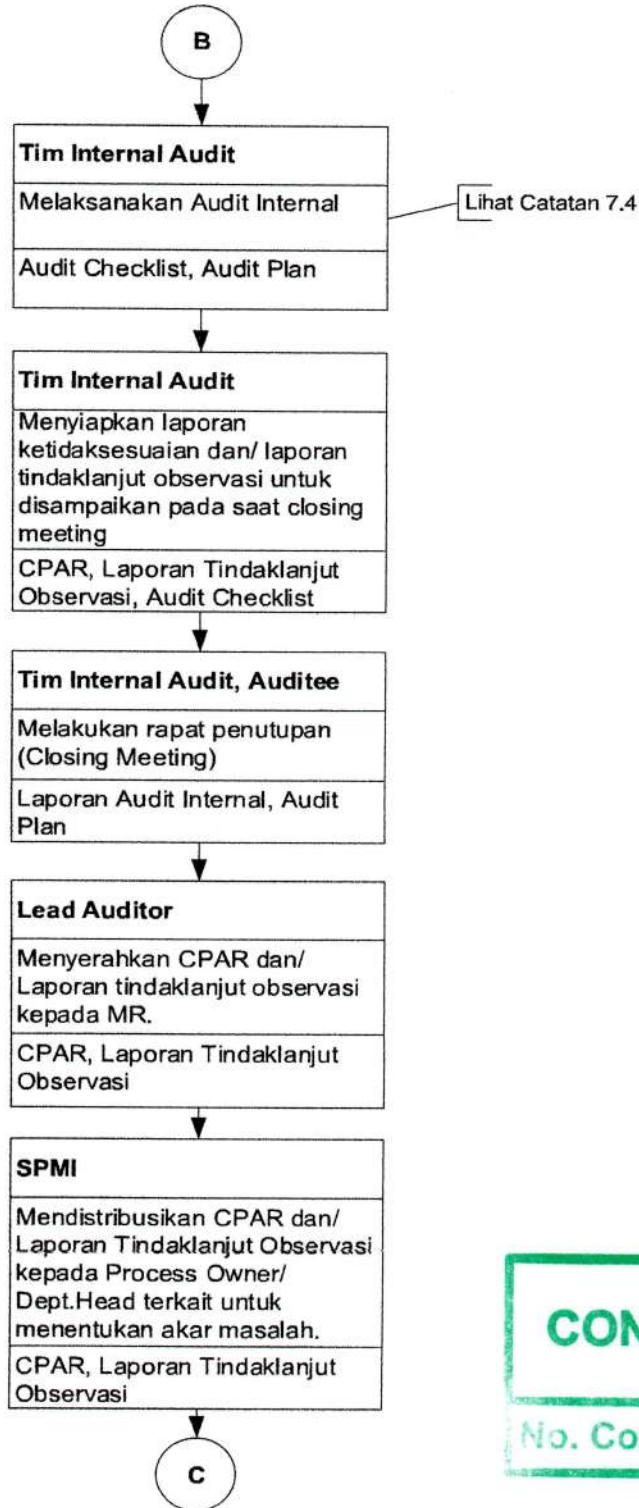 B
Tim Internal Audit
Melaksanakan Audit Internal
Lihat Catatan 7.4
Audit Checklist, Audit Plan
Tim Internal Audit
Menyiapkan laporan
ketidaksesuaian dan/ laporan
tindaklanjut observasi untuk
disampaikan pada saat closing
meeting
CPAR, Laporan Tindaklanjut
Observasi, Audit Checklist
Tim Internal Audit, Auditee
Melakukan rapat penutupan
(Closing Meeting)
Laporan Audit Internal, Audit
Plan
Lead Auditor
Menyerahkan CPAR dan/
Laporan tindaklanjut observasi
kepada MR.
CPAR, Laporan Tindaklanjut
Observasi
SPMI
Mendistribusikan CPAR dan/
Laporan Tindaklanjut Observasi
kepada Process Owner/
Dept.Head terkait untuk
menentukan akar masalah.
CPAR, Laporan Tindaklanjut
Observasi
C
CON
No. Co